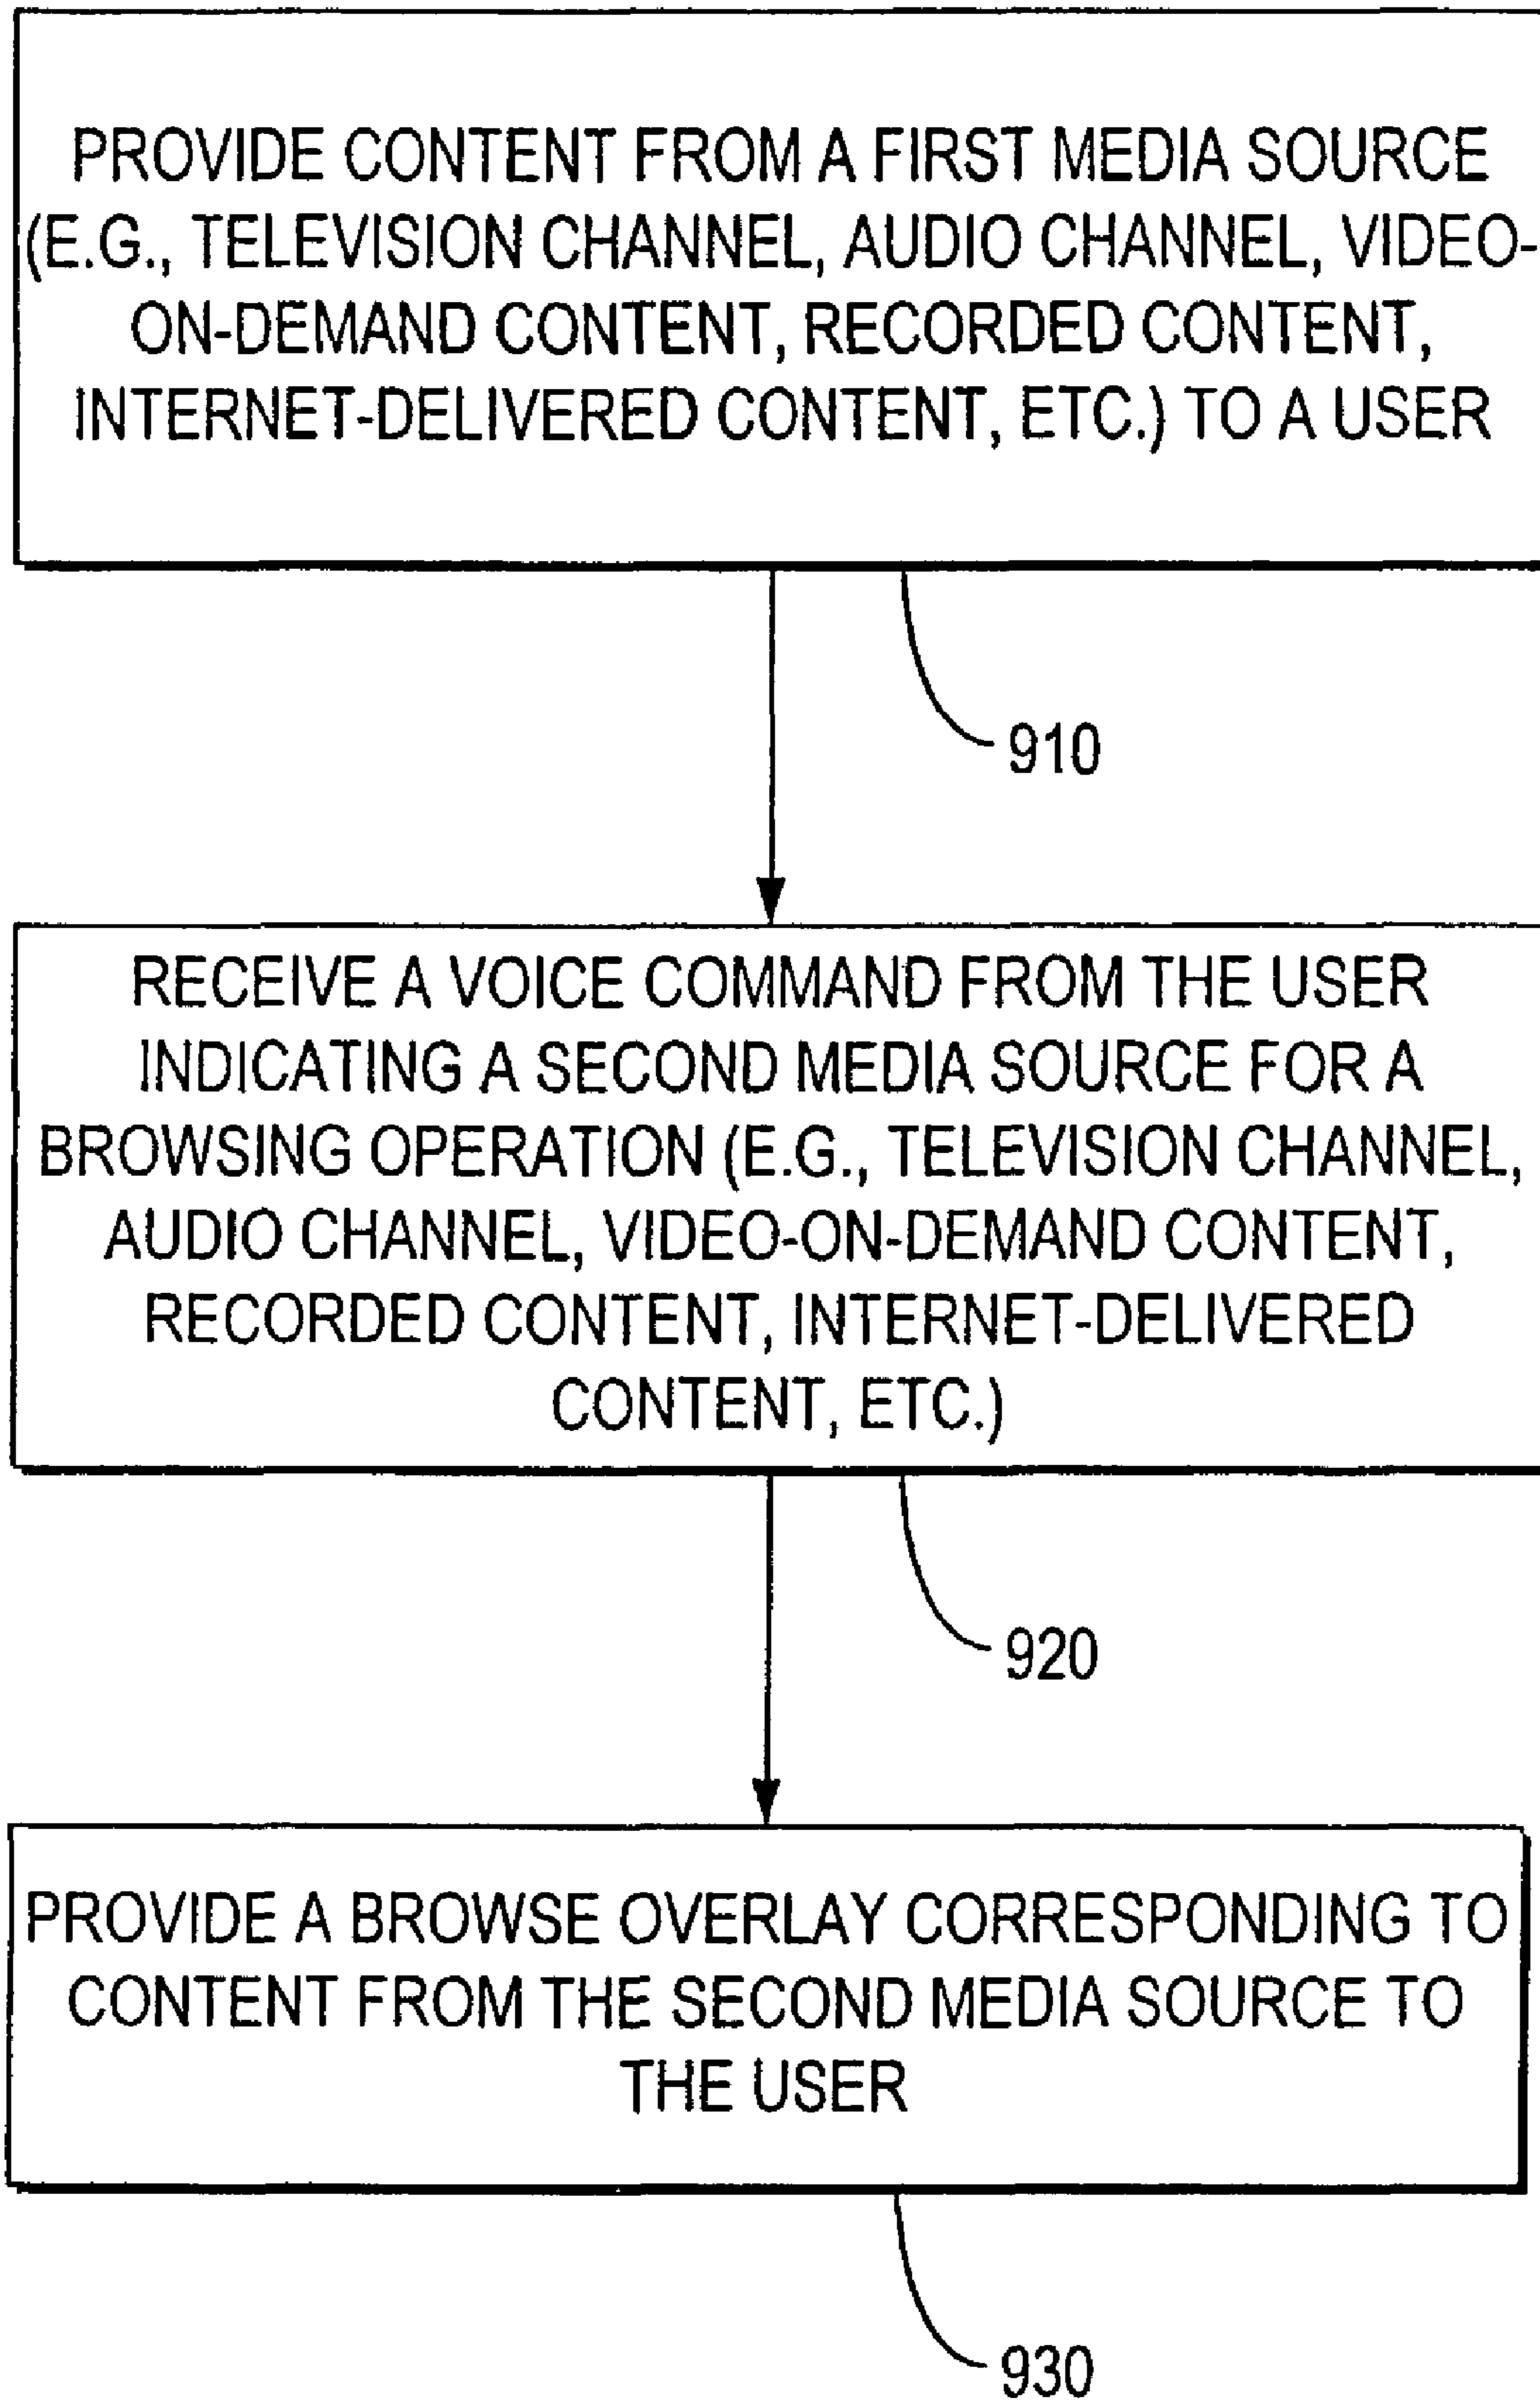 PROVIDE CONTENT FROM A FIRST MEDIA SOURCE
(E.G., TELEVISION CHANNEL, AUDIO CHANNEL, VIDEO-
ON-DEMAND CONTENT, RECORDED CONTENT,
INTERNET-DELIVERED CONTENT, ETC.) TO A USER
910
RECEIVE A VOICE COMMAND FROM THE USER
INDICATING A SECOND MEDIA SOURCE FOR A
BROWSING OPERATION (E.G., TELEVISION CHANNEL,
AUDIO CHANNEL, VIDEO-ON-DEMAND CONTENT,
RECORDED CONTENT, INTERNET-DELIVERED
CONTENT, ETC.)
920
PROVIDE A BROWSE OVERLAY CORRESPONDING TO
CONTENT FROM THE SECOND MEDIA SOURCE TO
THE USER
930